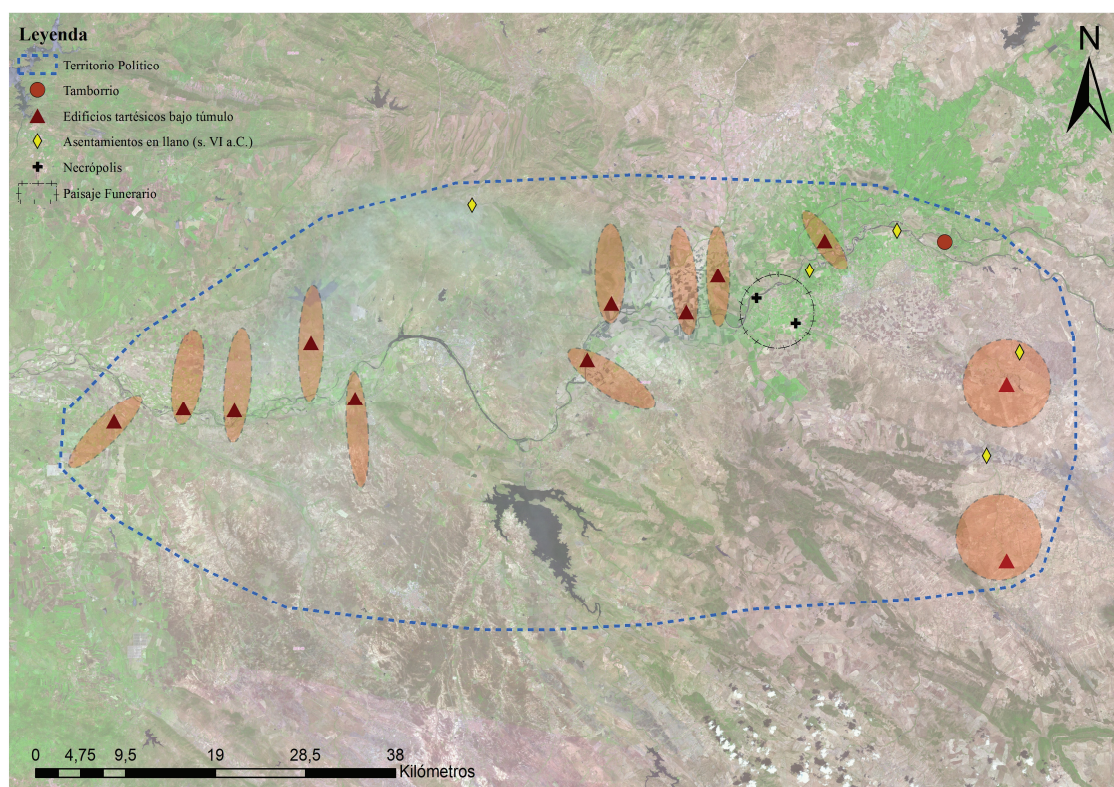 Leyenda
Territorio Político
Tamborrio
Edificios tartésicos bajo túmulo
Asentamientos en llano (s. VI a.C.)
Necrópolis
Paisaje Funerario
N
0 4,75 9,5 19 28,5 38
Kilómetros